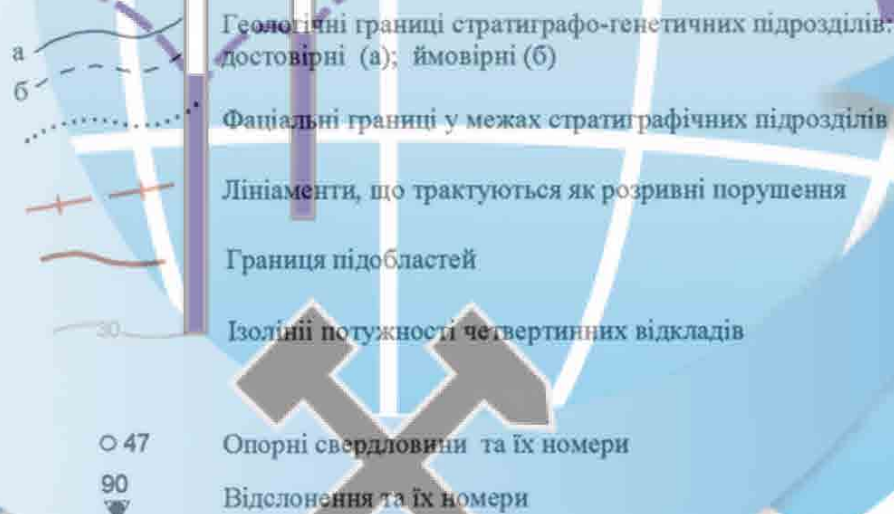 Геологічні границі стратиграфо-генетичних підрозділів:
а
достовірні (а); ймовірні (б)
б
Фаціальні границі у межах стратиграфічних підрозділів
Лініаменти, що трактуються як розривні порушення
Границя підобластей
30 Ізолінії потужності четвертинних відкладів
47 Опорні свердловини та їх номери
90
Відслонення та їх номери